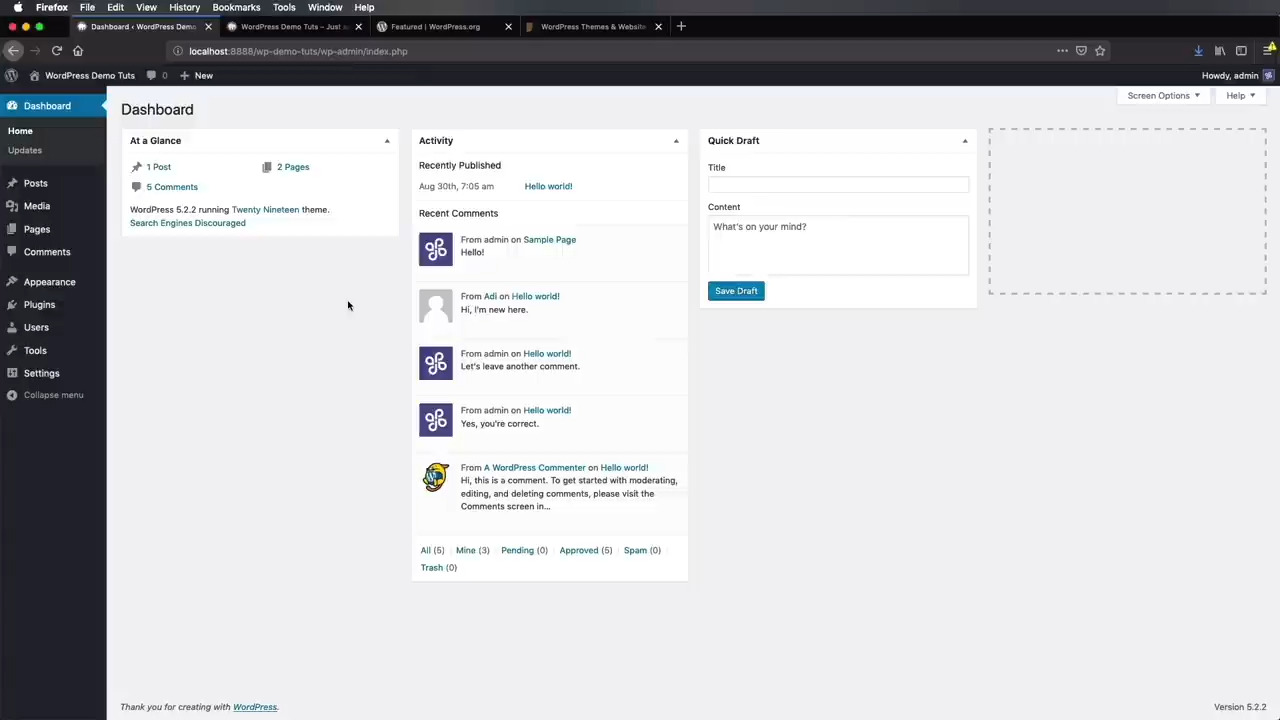 Firefox File Edit View History Bookmarks Tools Window Help
Dashboard ‹ WordPress Demo
WordPress Demo Tuts – Just a
Featured | WordPress.org
WordPress Themes & Website
localhost:8888/wp-demo-tuts/wp-admin/index.php
WordPress Demo Tuts 0 New Howdy, admin
Dashboard
Home
Updates
Posts
Media
Pages
Comments
Appearance
Plugins
Users
Tools
Settings
Collapse menu
Screen Options Help
Dashboard
At a Glance
1 Post 2 Pages
5 Comments
WordPress 5.2.2 running Twenty Nineteen theme.
Search Engines Discouraged
Activity
Recently Published
Aug 30th, 7:05 am Hello world!
Recent Comments
From admin on Sample Page
Hello!
From Adi on Hello world!
Hi, I'm new here.
From admin on Hello world!
Let's leave another comment.
From admin on Hello world!
Yes, you're correct.
From A WordPress Commenter on Hello world!
Hi, this is a comment. To get started with moderating,
editing, and deleting comments, please visit the
Comments screen in…
All (5) Mine (3) Pending (0) Approved (5) Spam (0)
Trash (0)
Quick Draft
Title
Content
What's on your mind?
Save Draft
Thank you for creating with WordPress.
Version 5.2.2